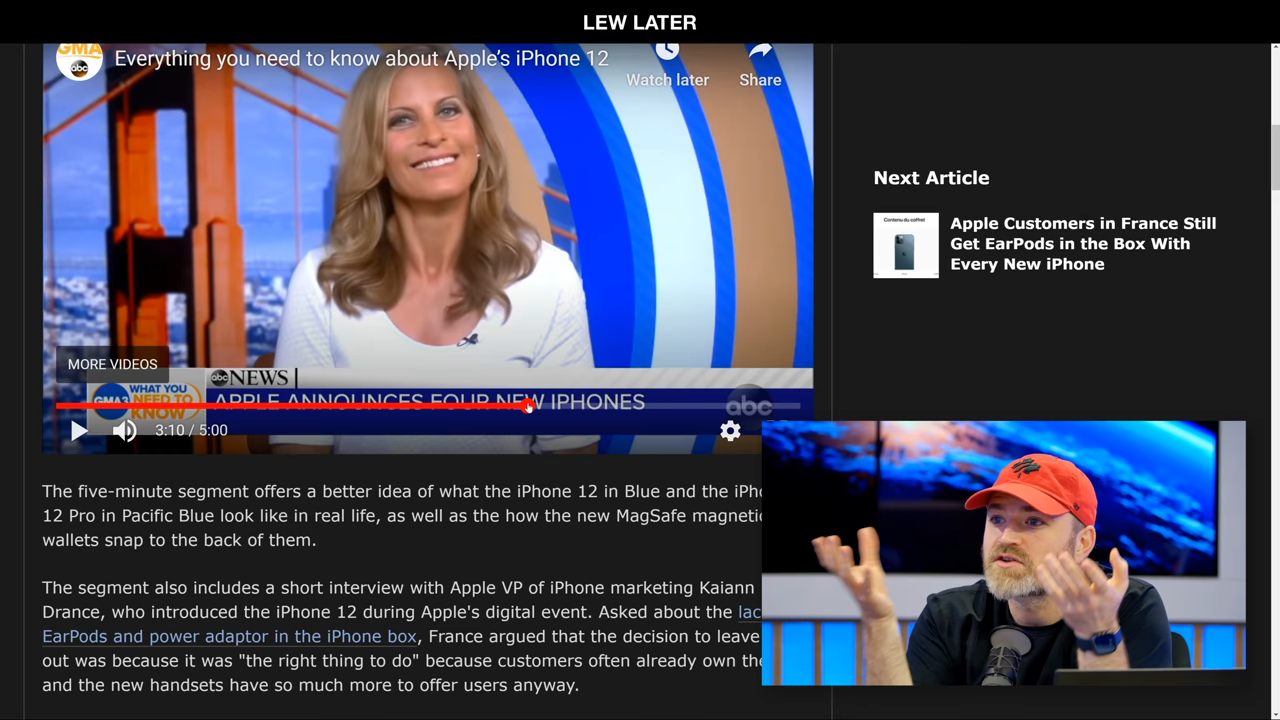 LEW LATER
GMA
abc
Everything you need to know about Apple's iPhone 12
Watch later
Share
MORE VIDEOS
abc NEWS
GMA3 WHAT YOU
NEED TO
KNOW
APPLE ANNOUNCES FOUR NEW IPHONES
abc
3:10 / 5:00
The five-minute segment offers a better idea of what the iPhone 12 in Blue and the
12 Pro in Pacific Blue look like in real life, as well as the how the new MagSafe
wallets snap to the back of them.
The segment also includes a short interview with Apple VP of iPhone marketing Kaiann
Drance, who introduced the iPhone 12 during Apple's digital event. Asked about the
EarPods and power adaptor in the iPhone box, France argued that the decision to leave
out was because it was "the right thing to do" because customers often already own
and the new handsets have so much more to offer users anyway.
Next Article
Contenu du coffret
Apple Customers in France Still
Get EarPods in the Box With
Every New iPhone